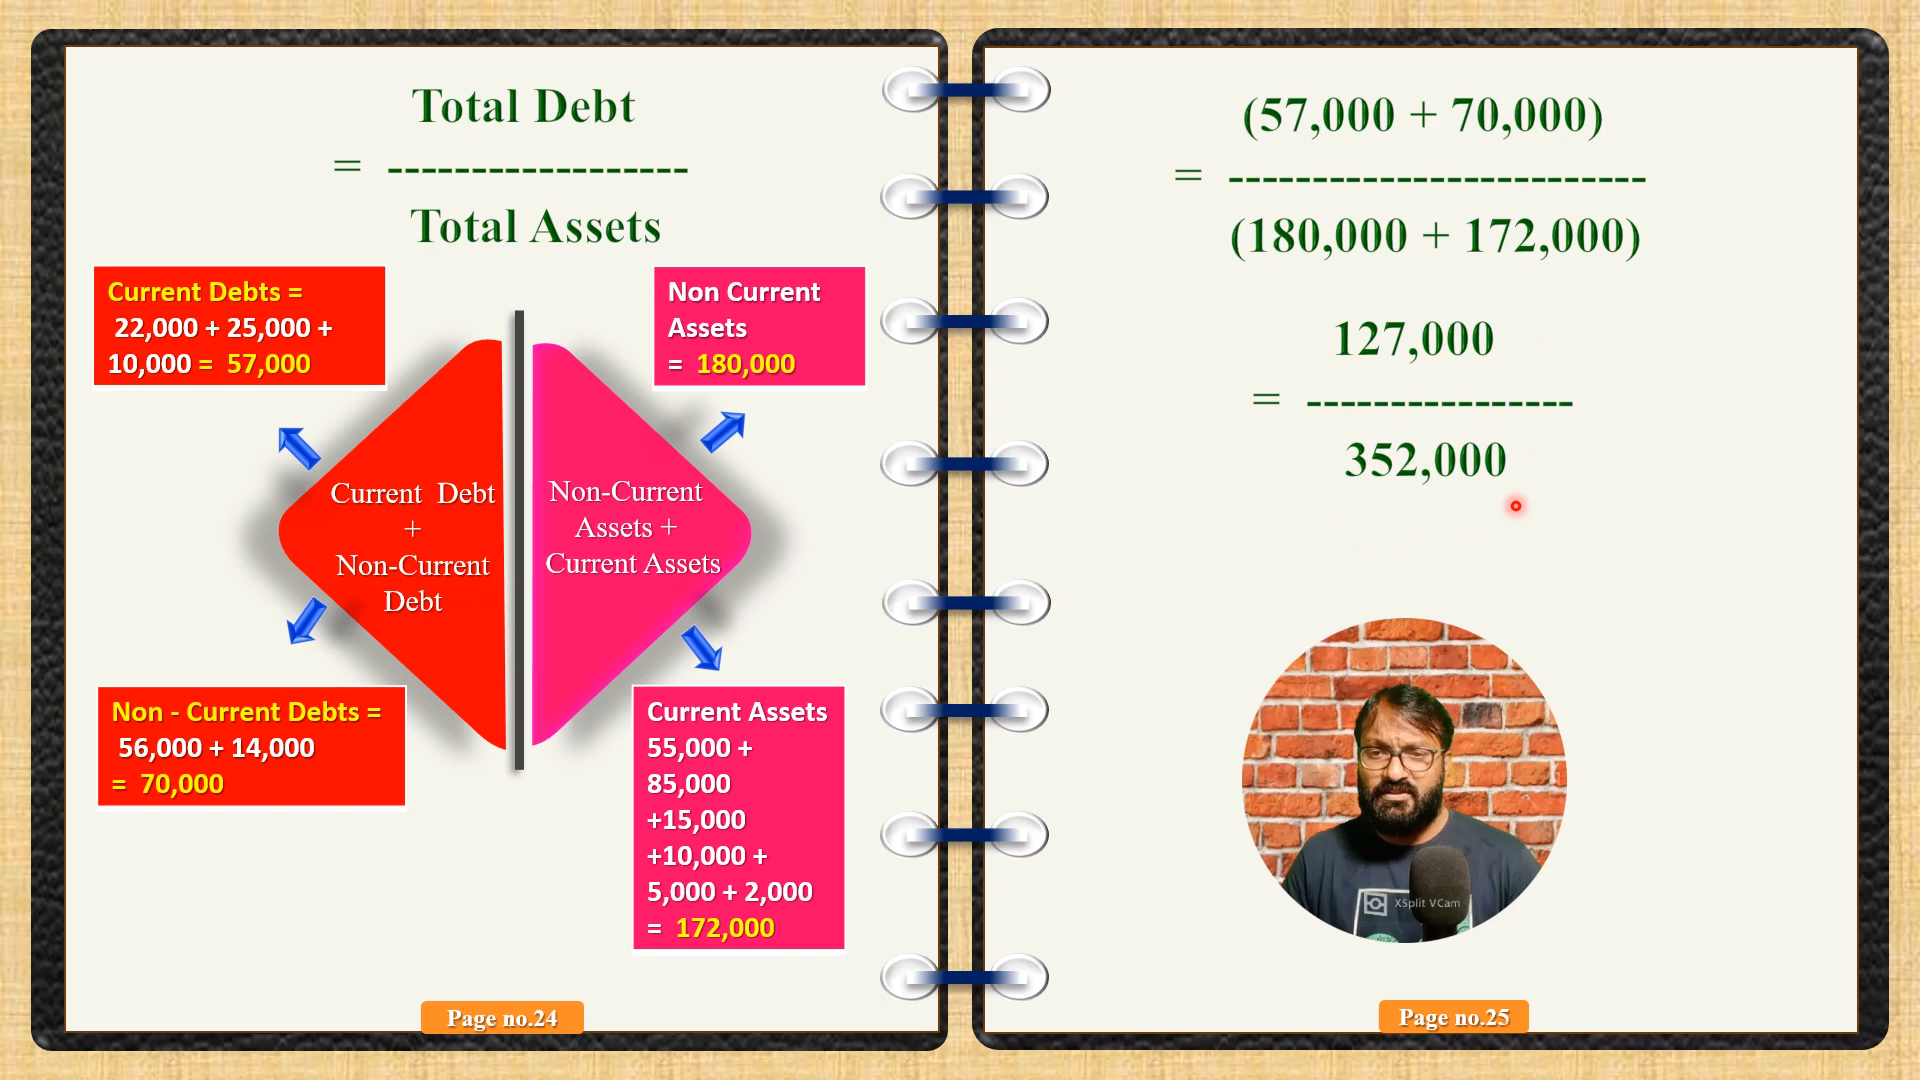 Total Debt
= -----------------
Total Assets
Current Debts =
22,000 + 25,000 +
10,000 = 57,000
Non Current
Assets
= 180,000
Current Debt
+
Non-Current
Debt
Non-Current
Assets +
Current Assets
Non - Current Debts =
56,000 + 14,000
= 70,000
Current Assets
55,000 +
85,000
+15,000
+10,000 +
5,000 + 2,000
= 172,000
Page no.24
(57,000 + 70,000)
= ------------------------
(180,000 + 172,000)
127,000
= ---------------
352,000
XSplit VCam
Page no.25